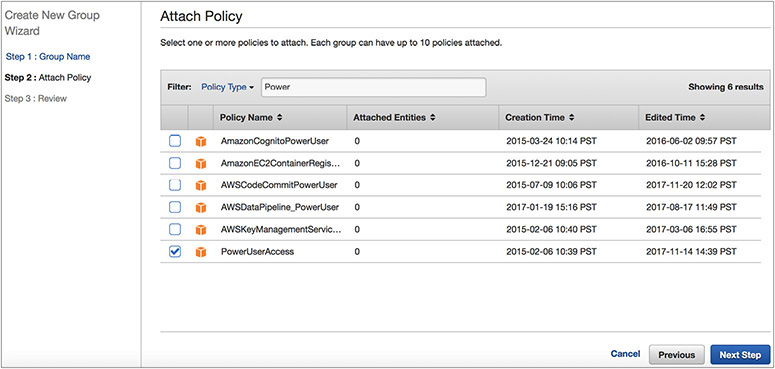 Create New Group
Wizard
Step 1 : Group Name
Step 2 : Attach Policy
Step 3 : Review
Attach Policy
Select one or more policies to attach. Each group can have up to 10 policies attached.
Filter: Policy Type Power Showing 6 results
Policy Name Attached Entities Creation Time Edited Time
AmazonCognitoPowerUser 0 2015-03-24 10:14 PST 2016-06-02 09:57 PST
AmazonEC2ContainerRegis... 0 2015-12-21 09:05 PST 2016-10-11 15:28 PST
AWSCodeCommitPowerUser 0 2015-07-09 10:06 PST 2017-11-20 12:02 PST
AWSDataPipeline_PowerUser 0 2017-01-19 15:16 PST 2017-08-17 11:49 PST
AWSKeyManagementServic... 0 2015-02-06 10:40 PST 2017-03-06 16:55 PST
PowerUserAccess 0 2015-02-06 10:39 PST 2017-11-14 14:39 PST
Cancel Previous Next Step